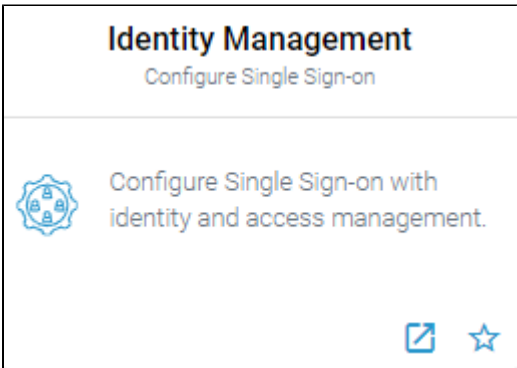 Identity Management
Configure Single Sign-on
Configure Single Sign-on with
identity and access management.